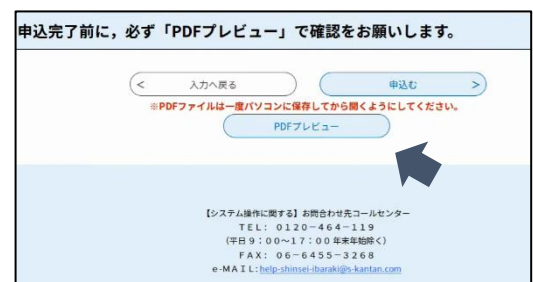 申込完了前に，必ず「PDFプレビュー」で確認をお願いします。
< 入力へ戻る 申込む >
※PDFファイルは一度パソコンに保存してから開くようにしてください。
PDFプレビュー
【システム操作に関する】お問合わせ先コールセンター
TEL: 0120-464-119
(平日9:00~17:00 年末年始除く)
FAX: 06-6455-3268
e-MAIL:help-shinsei-ibaraki@s-kantan.com